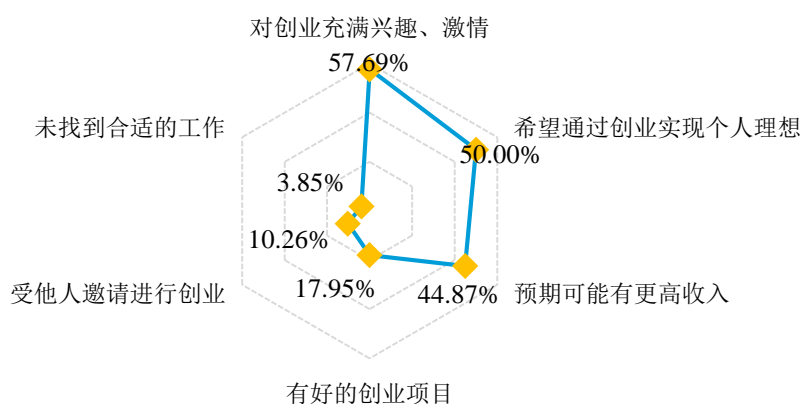 对创业充满兴趣、激情
57.69%
未找到合适的工作
希望通过创业实现个人理想
50.00%
3.85%
10.26%
受他人邀请进行创业
17.95%
44.87%
预期可能有更高收入
有好的创业项目